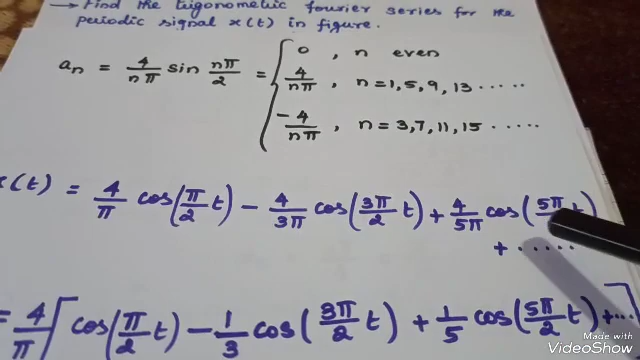 → Find the trigonometric fourier series for the
periodic signal x(t) in figure.
aₙ = 4/nπ sin nπ/2 = { 0 , n even
4/nπ , n = 1, 5, 9, 13 ......
-4/nπ , n = 3, 7, 11, 15 ......
x(t) = 4/π cos(π/2 t) - 4/3π cos(3π/2 t) + 4/5π cos(5π/2 t)
+ ......
= 4/π [cos(π/2 t) - 1/3 cos(3π/2 t) + 1/5 cos(5π/2 t) + ...]
Made with
VideoShow